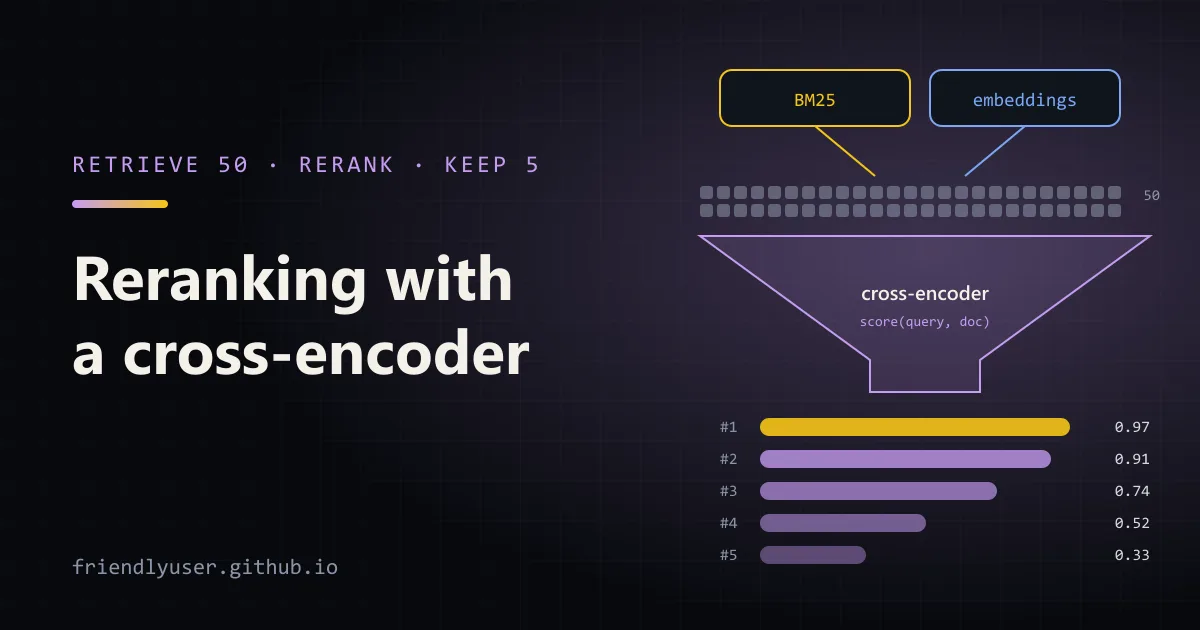 RETRIEVE 50 · RERANK · KEEP 5
Reranking with
a cross-encoder
friendlyuser.github.io
BM25
embeddings
50
cross-encoder
score(query, doc)
#1 0.97
#2 0.91
#3 0.74
#4 0.52
#5 0.33